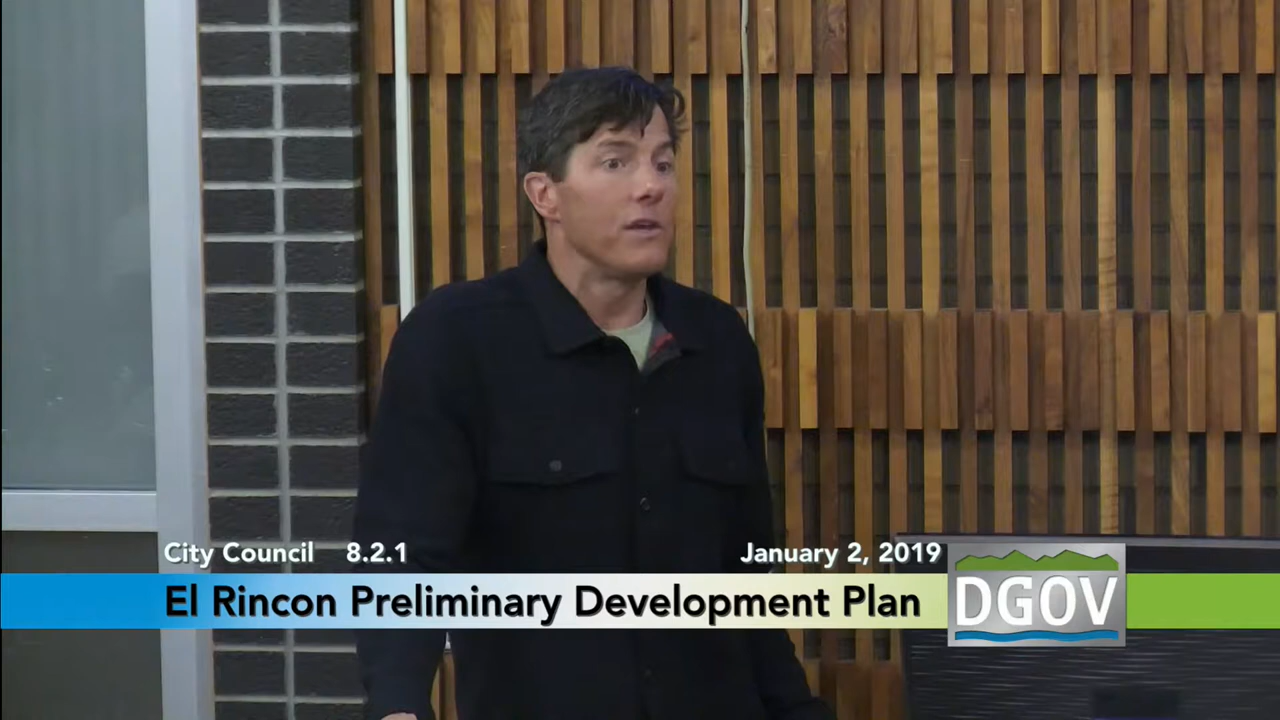 City Council 8.2.1 January 2, 2019
El Rincon Preliminary Development Plan
DGOV